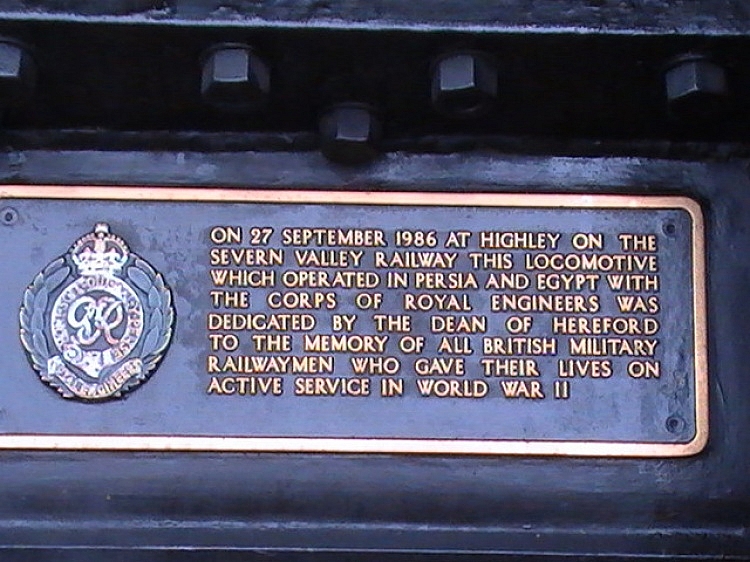 ON 27 SEPTEMBER 1986 AT HIGHLEY ON THE
SEVERN VALLEY RAILWAY THIS LOCOMOTIVE
WHICH OPERATED IN PERSIA AND EGYPT WITH
THE CORPS OF ROYAL ENGINEERS WAS
DEDICATED BY THE DEAN OF HEREFORD
TO THE MEMORY OF ALL BRITISH MILITARY
RAILWAYMEN WHO GAVE THEIR LIVES ON
ACTIVE SERVICE IN WORLD WAR II